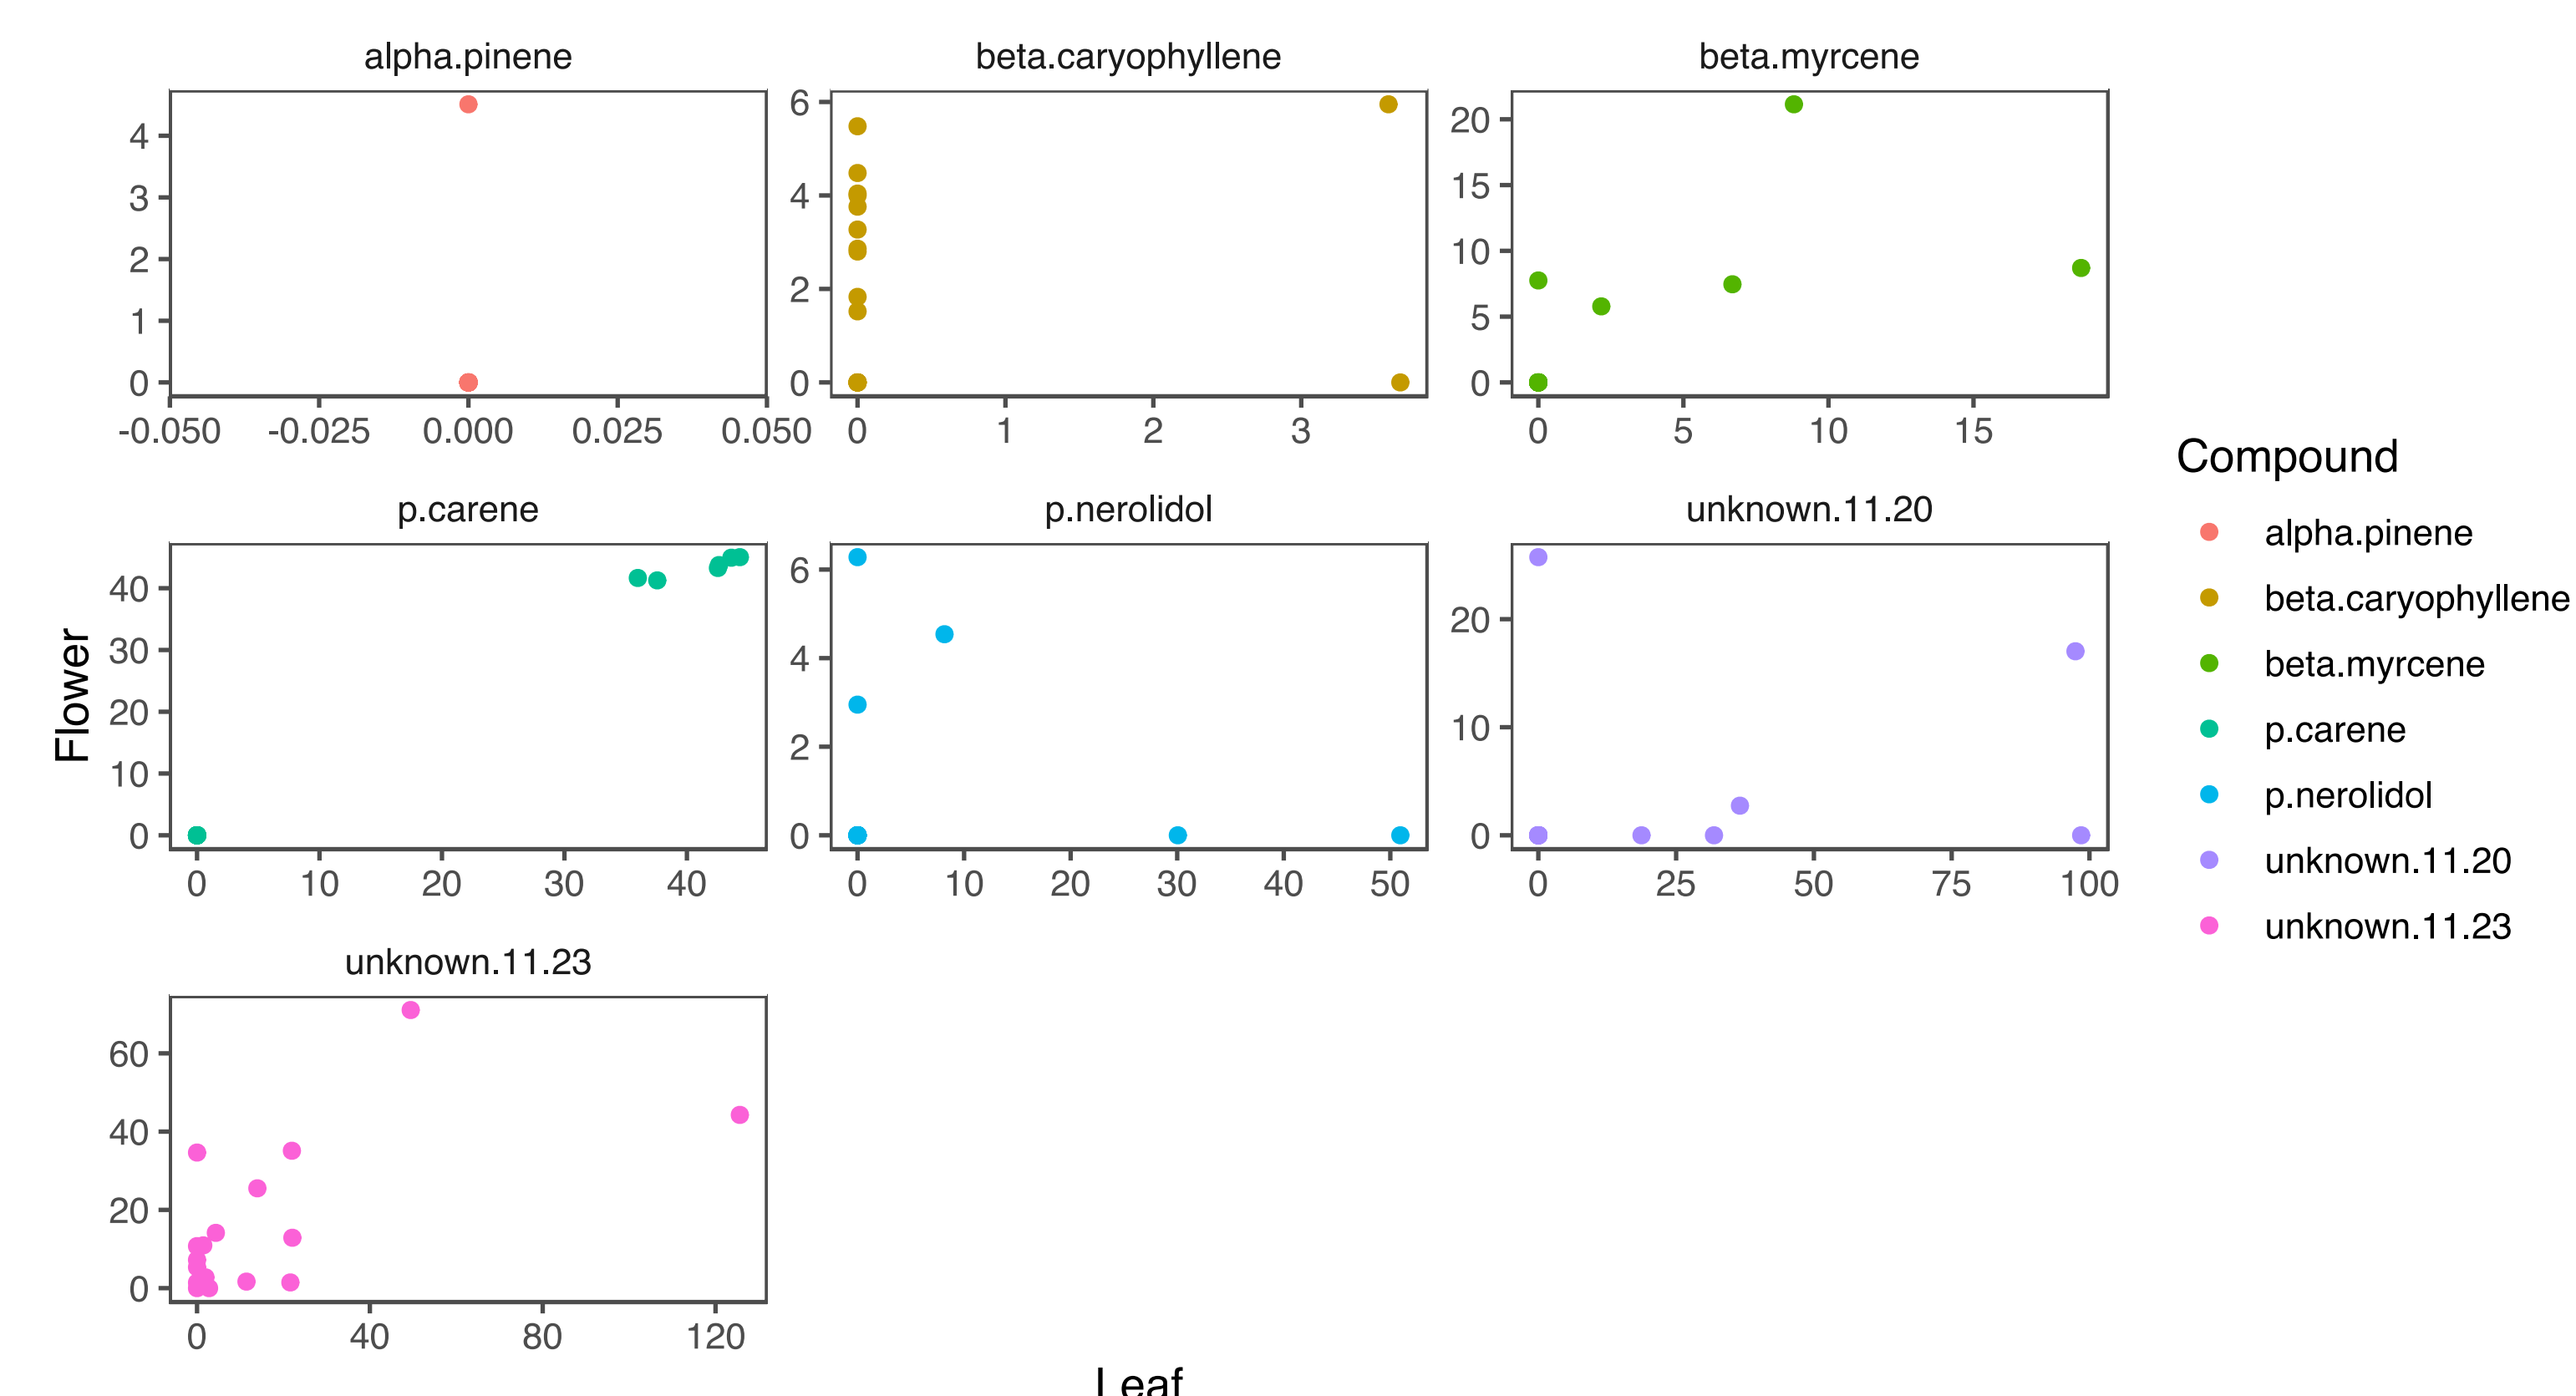 alpha.pinene beta.caryophyllene beta.myrcene
4
3
2
1
0
-0.050 -0.025 0.000 0.025 0.050
6
4
2
0
0 1 2 3
20
15
10
5
0
0 5 10 15
p.carene p.nerolidol unknown.11.20
40
30
20
10
0
0 10 20 30 40
6
4
2
0
0 10 20 30 40 50
20
10
0
0 25 50 75 100
unknown.11.23
60
40
20
0
0 40 80 120
Flower
Leaf
Compound
alpha.pinene
beta.caryophyllene
beta.myrcene
p.carene
p.nerolidol
unknown.11.20
unknown.11.23